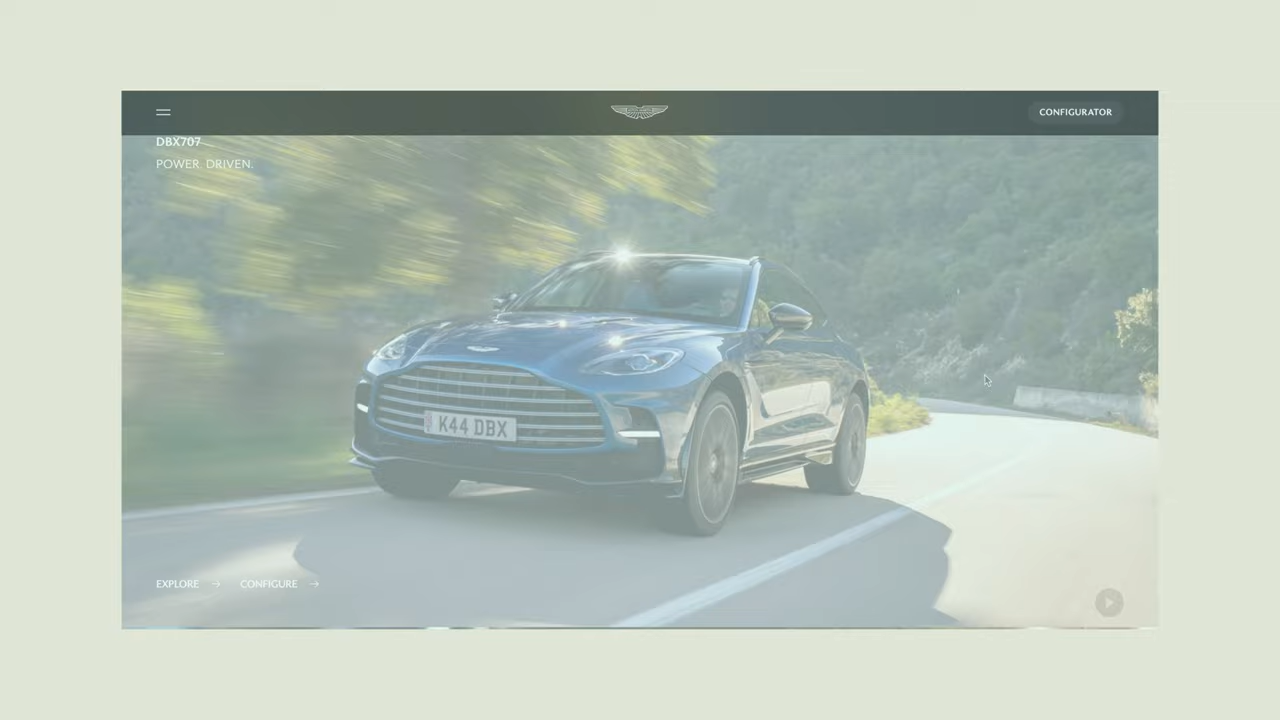 CONFIGURATOR
DBX707
POWER. DRIVEN.
K44 DBX
EXPLORE → CONFIGURE →